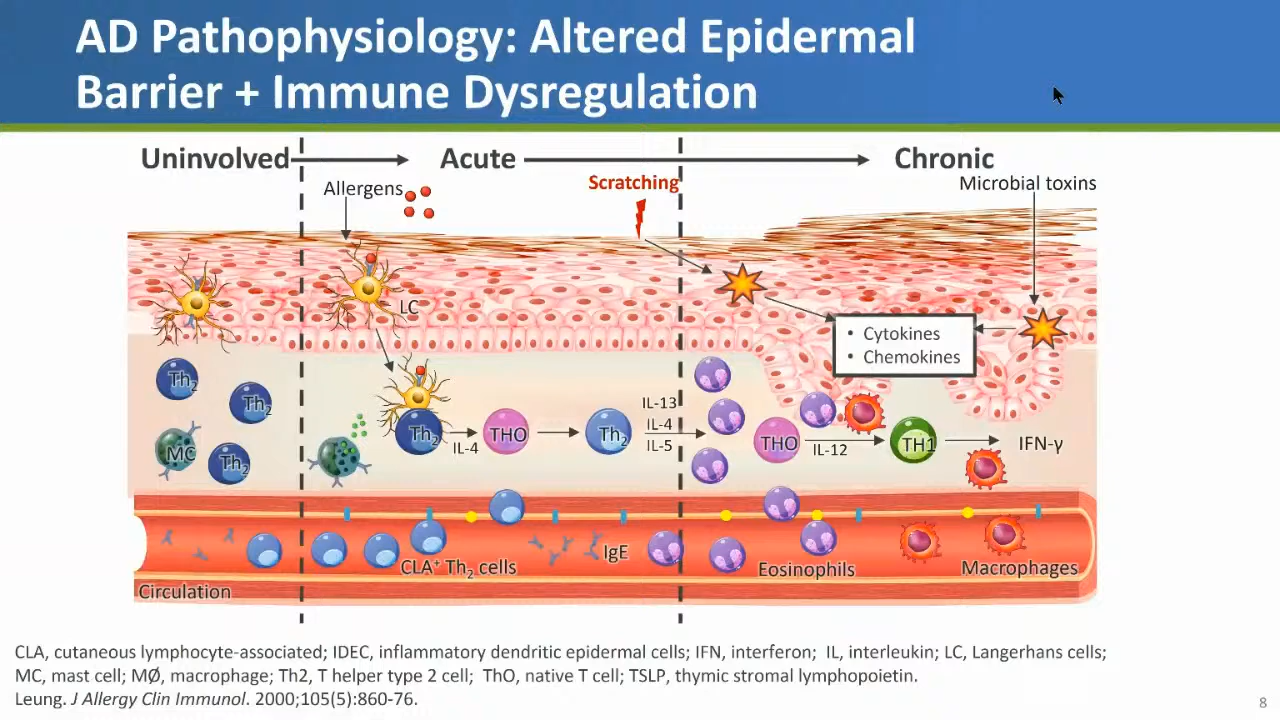 AD Pathophysiology: Altered Epidermal
Barrier + Immune Dysregulation
Uninvolved
Acute
Chronic
Allergens
Scratching
Microbial toxins
LC
• Cytokines
• Chemokines
Th2
Th2
MC
Th2
Th2
IL-4
THO
Th2
IL-13
IL-4
IL-5
THO
IL-12
TH1
IFN-γ
CLA+ Th2 cells
IgE
Eosinophils
Macrophages
Circulation
CLA, cutaneous lymphocyte-associated; IDEC, inflammatory dendritic epidermal cells; IFN, interferon; IL, interleukin; LC, Langerhans cells;
MC, mast cell; MØ, macrophage; Th2, T helper type 2 cell; ThO, native T cell; TSLP, thymic stromal lymphopoietin.
Leung. J Allergy Clin Immunol. 2000;105(5):860-76.
8